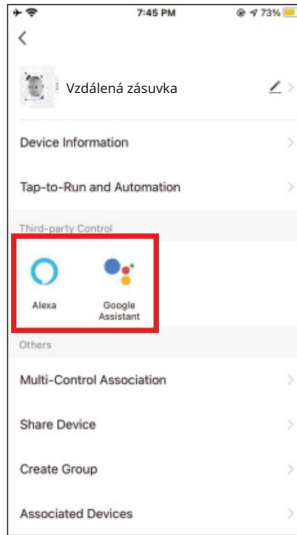 7:45 PM
73%
Vzdálená zásuvka
Device Information
Tap-to-Run and Automation
Third-party Control
Alexa
Google
Assistant
Others
Multi-Control Association
Share Device
Create Group
Associated Devices